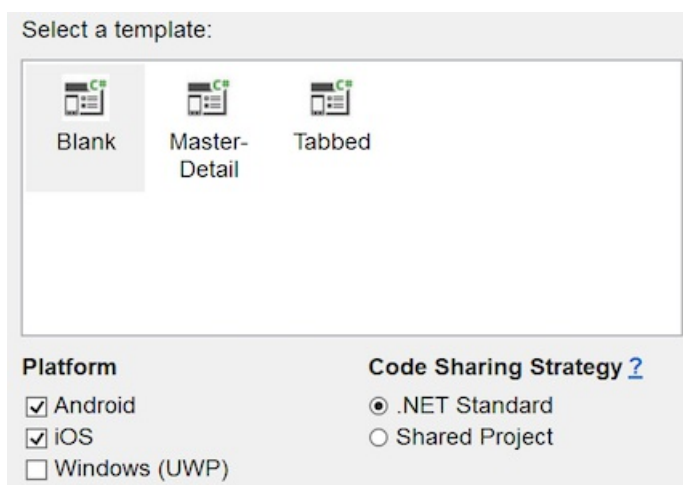 Select a template:
C# C# C#
Blank Master- Tabbed
Detail
Platform Code Sharing Strategy ?
Android .NET Standard
iOS Shared Project
Windows (UWP)